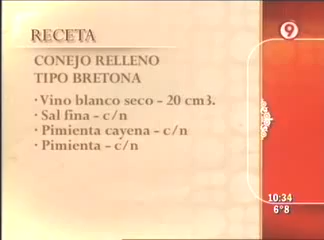 RECETA
9
CONEJO RELLENO
TIPO BRETONA
· Vino blanco seco - 20 cm3.
· Sal fina - c/n
· Pimienta cayena - c/n
· Pimienta - c/n
10:34
6°8